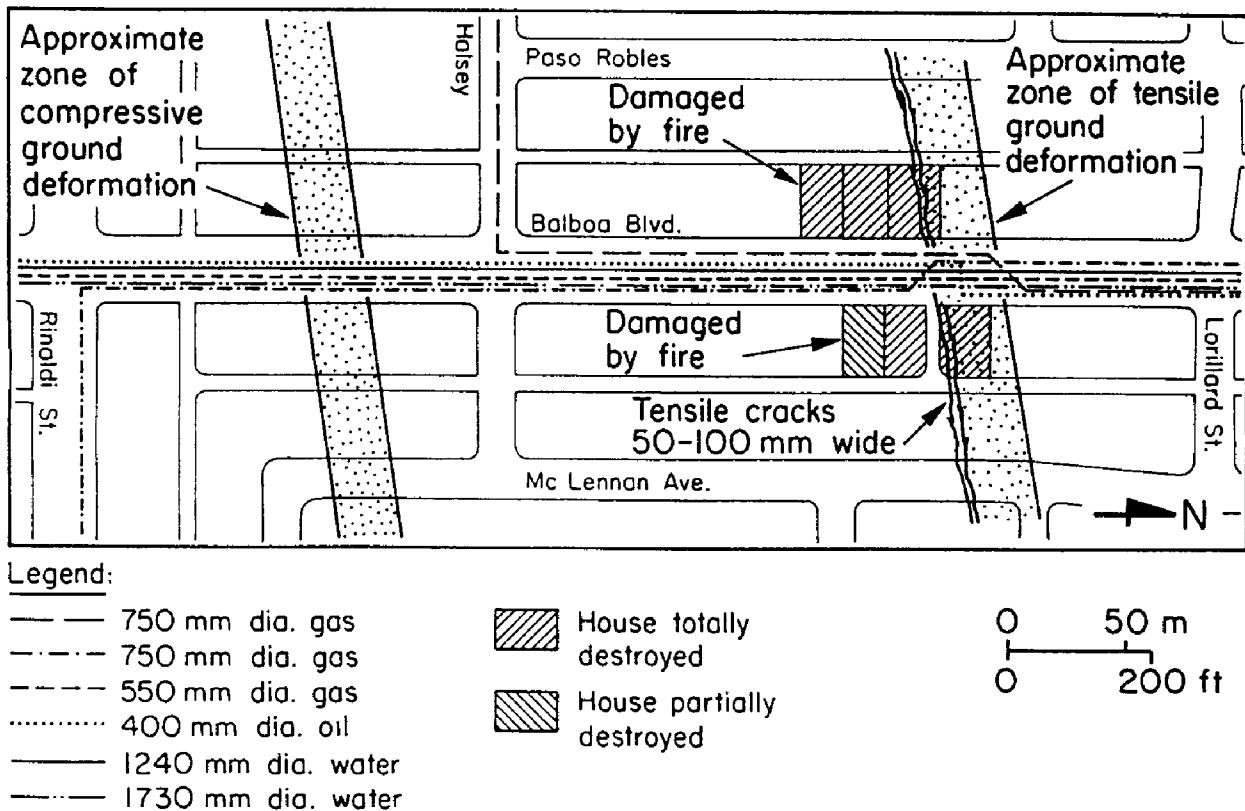 Approximate
zone of
compressive
ground
deformation
Halsey
Paso Robles
Damaged
by fire
Approximate
zone of tensile
ground
deformation
Balboa Blvd.
Rinaldi St.
Damaged
by fire
Lorillard St.
Tensile cracks
50-100 mm wide
Mc Lennan Ave.
N
Legend:
750 mm dia. gas
750 mm dia. gas
550 mm dia. gas
400 mm dia. oil
1240 mm dia. water
1730 mm dia. water
House totally
destroyed
House partially
destroyed
0 50 m
0 200 ft